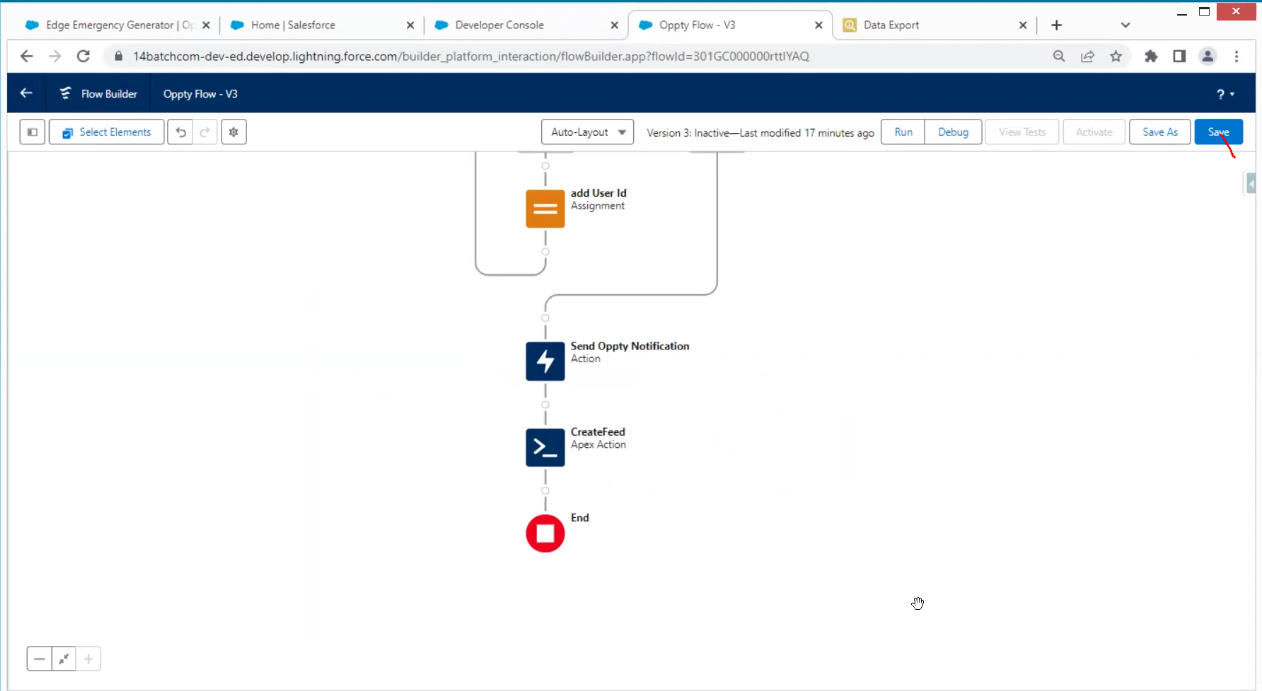 Edge Emergency Generator | Op
Home | Salesforce
Developer Console
Oppty Flow - V3
Data Export
14batchcom-dev-ed.develop.lightning.force.com/builder_platform_interaction/flowBuilder.app?flowId=301GC000000rttlYAQ
Flow Builder
Oppty Flow - V3
?
Select Elements
Auto-Layout
Version 3: Inactive—Last modified 17 minutes ago
Run
Debug
View Tests
Activate
Save As
Save
add User Id
Assignment
Send Oppty Notification
Action
CreateFeed
Apex Action
End